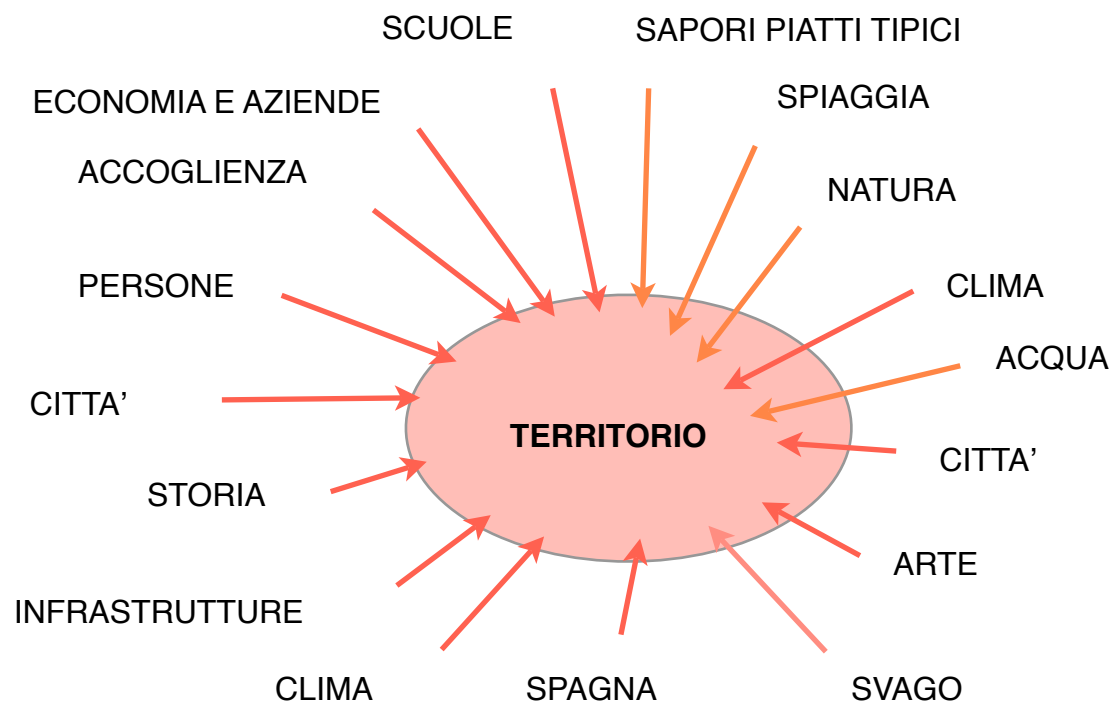 SCUOLE
SAPORI PIATTI TIPICI
ECONOMIA E AZIENDE
SPIAGGIA
ACCOGLIENZA
NATURA
PERSONE
CLIMA
ACQUA
CITTA’
TERRITORIO
CITTA’
STORIA
ARTE
INFRASTRUTTURE
CLIMA
SPAGNA
SVAGO